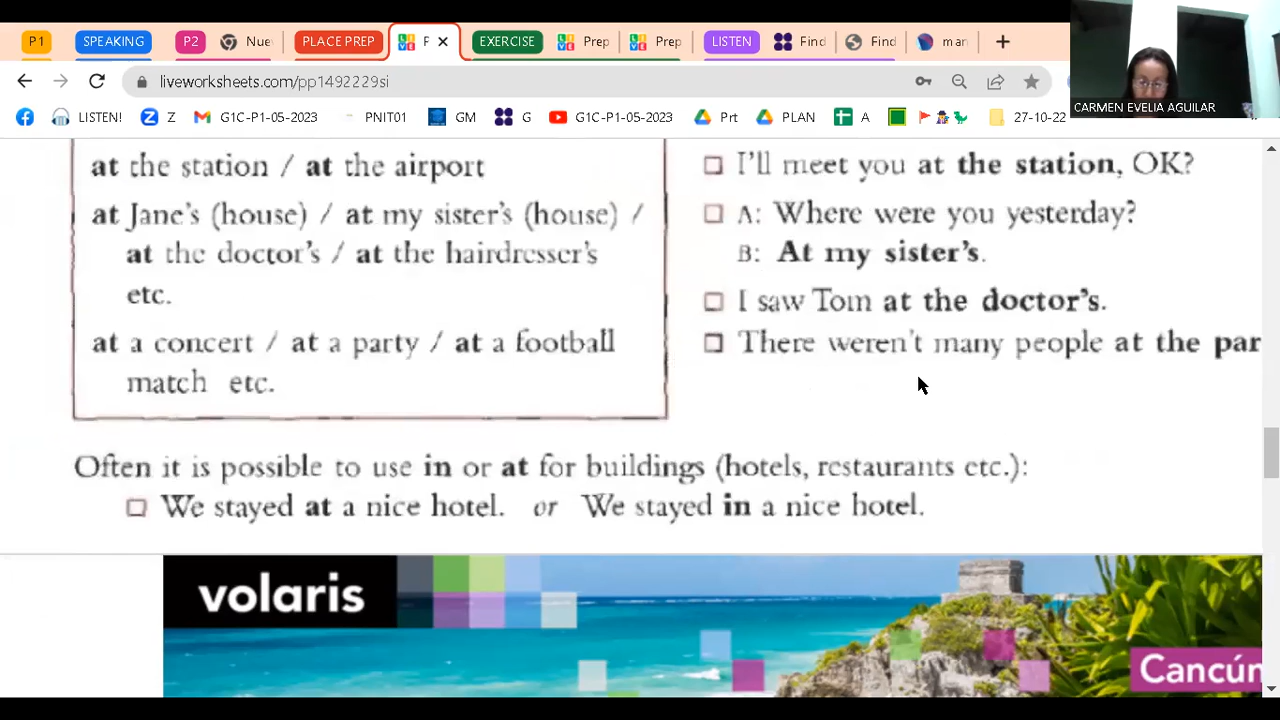 P1
SPEAKING
P2
Nue
PLACE PREP
F
EXERCISE
Prep
Prep
LISTEN
Find
Find
liveworksheets.com/pp1492229si
CARMEN EVELIA AGUILAR
LISTEN!
Z
G1C-P1-05-2023
PNIT01
GM
G
G1C-P1-05-2023
Prt
PLAN
A
27-10-22
at the station / at the airport
at Jane's (house) / at my sister's (house) /
at the doctor's / at the hairdresser's
etc.
at a concert / at a party / at a football
match etc.
I'll meet you at the station, OK?
A: Where were you yesterday?
B: At my sister's.
I saw Tom at the doctor's.
There weren't many people at the par
Often it is possible to use in or at for buildings (hotels, restaurants etc.):
We stayed at a nice hotel. or We stayed in a nice hotel.
volaris
Cancún